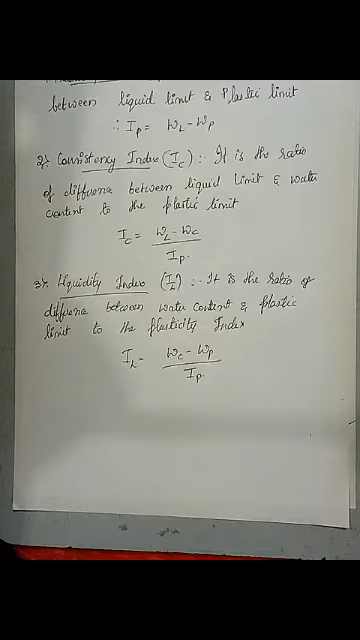 between liquid limit & Plastic limit
∴ Ip = WL - Wp
2) Consistency Index (Ic) :- It is the ratio
of diffrence between liquid limit & water
content to the plastic limit
Ic = WL - Wc / Ip.
3) Liquidity Index (IL) :- It is the ratio of
diffrence between water content & plastic
limit to the plasticity Index
IL = Wc - Wp / Ip.